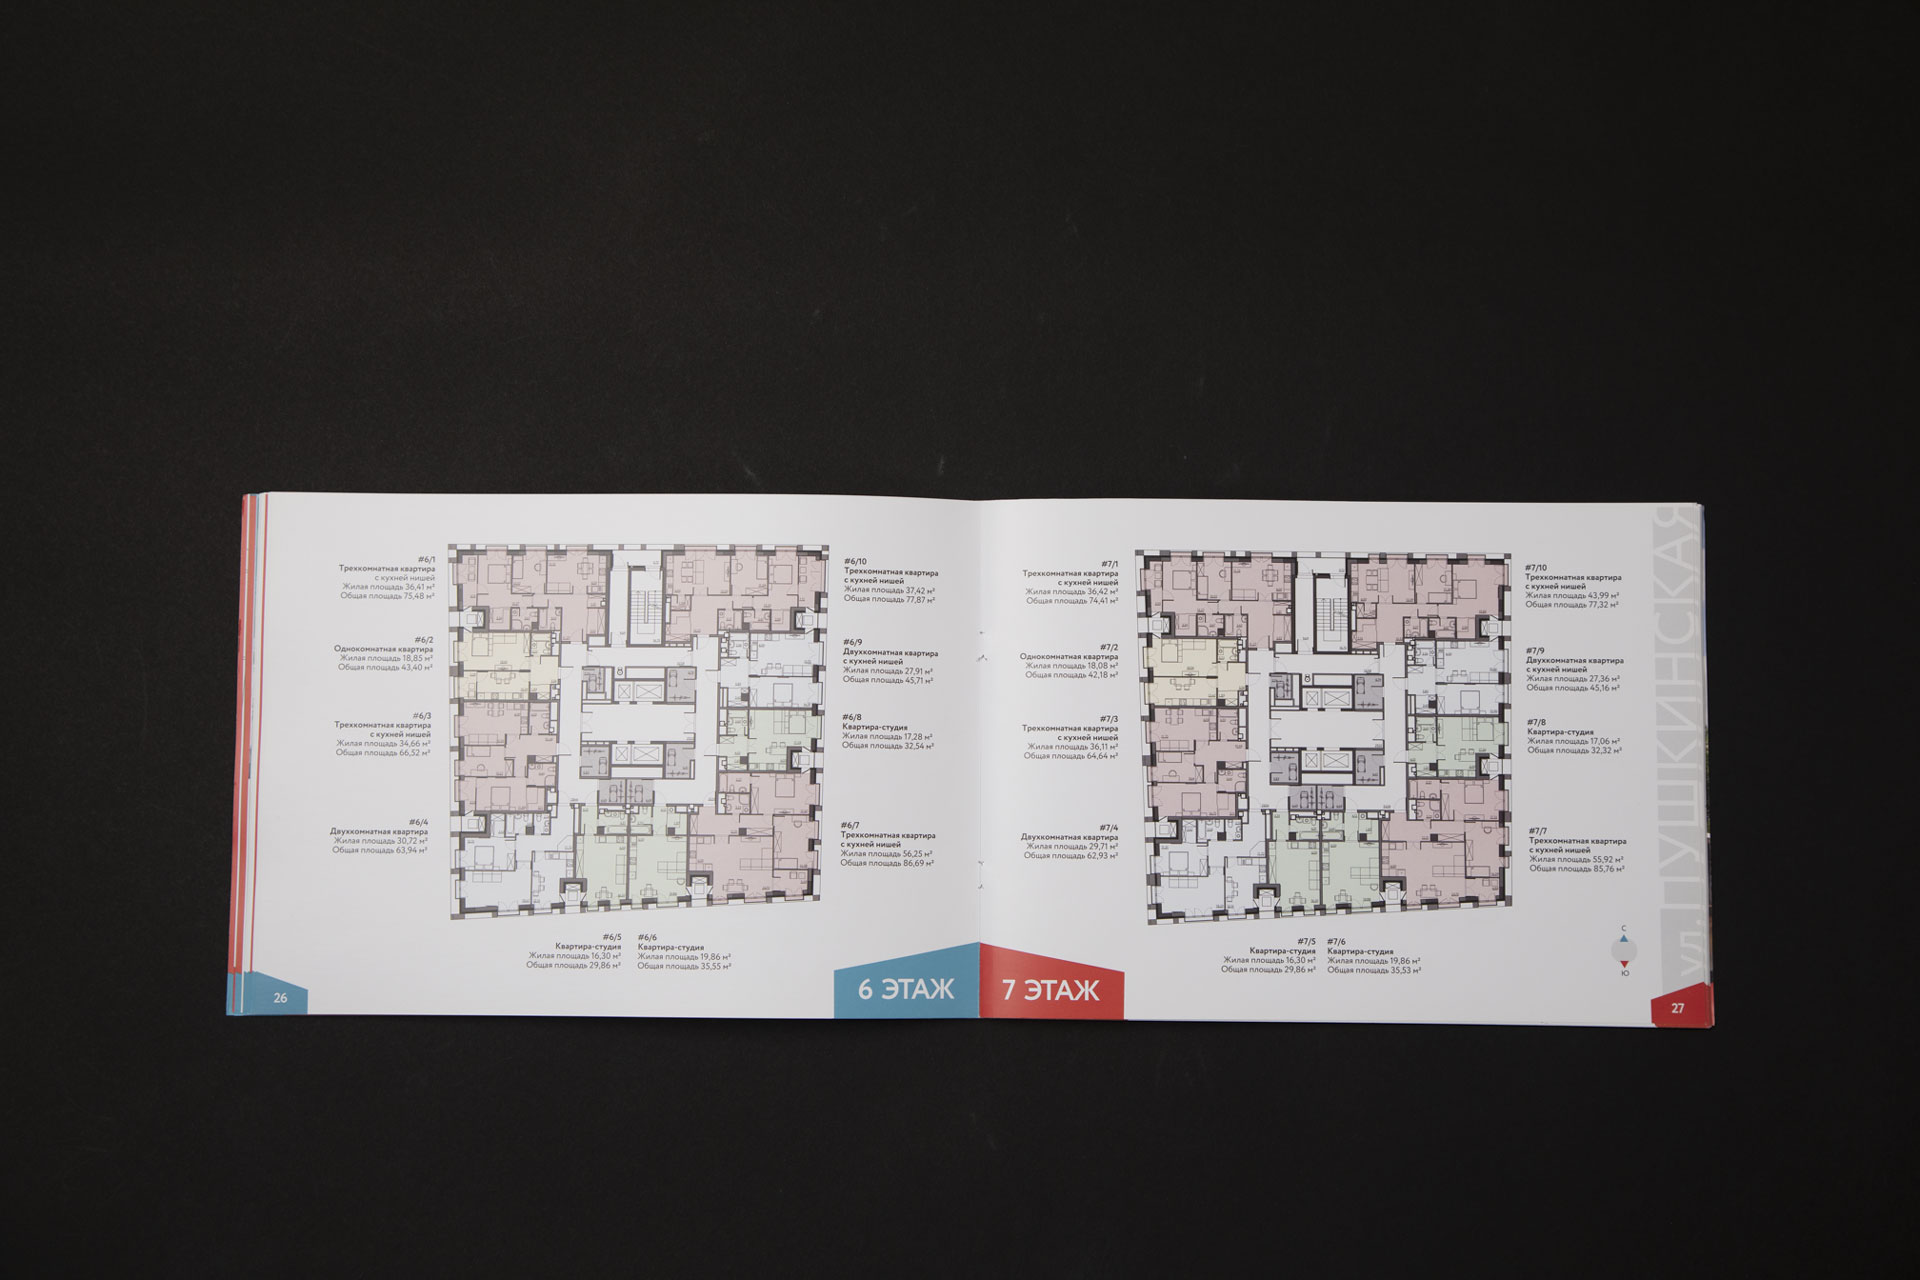 #6/1
Трехкомнатная квартира
с кухней нишей
Жилая площадь 36,41 м²
Общая площадь 75,48 м²
#6/2
Однокомнатная квартира
Жилая площадь 18,85 м²
Общая площадь 43,40 м²
#6/3
Трехкомнатная квартира
с кухней нишей
Жилая площадь 34,66 м²
Общая площадь 66,52 м²
#6/4
Двухкомнатная квартира
Жилая площадь 30,72 м²
Общая площадь 63,94 м²
#6/5
Квартира-студия
Жилая площадь 16,30 м²
Общая площадь 29,86 м²
#6/6
Квартира-студия
Жилая площадь 19,86 м²
Общая площадь 35,55 м²
#6/10
Трехкомнатная квартира
с кухней нишей
Жилая площадь 37,42 м²
Общая площадь 77,87 м²
#6/9
Двухкомнатная квартира
с кухней нишей
Жилая площадь 27,91 м²
Общая площадь 45,71 м²
#6/8
Квартира-студия
Жилая площадь 17,28 м²
Общая площадь 32,54 м²
#6/7
Трехкомнатная квартира
с кухней нишей
Жилая площадь 56,25 м²
Общая площадь 86,69 м²
26
6 ЭТАЖ
#7/1
Трехкомнатная квартира
с кухней нишей
Жилая площадь 36,42 м²
Общая площадь 74,41 м²
#7/2
Однокомнатная квартира
Жилая площадь 18,08 м²
Общая площадь 42,18 м²
#7/3
Трехкомнатная квартира
с кухней нишей
Жилая площадь 36,11 м²
Общая площадь 64,64 м²
#7/4
Двухкомнатная квартира
Жилая площадь 29,71 м²
Общая площадь 62,93 м²
#7/5
Квартира-студия
Жилая площадь 16,30 м²
Общая площадь 29,86 м²
#7/6
Квартира-студия
Жилая площадь 19,86 м²
Общая площадь 35,53 м²
#7/10
Трехкомнатная квартира
с кухней нишей
Жилая площадь 43,99 м²
Общая площадь 77,32 м²
#7/9
Двухкомнатная квартира
с кухней нишей
Жилая площадь 27,36 м²
Общая площадь 45,16 м²
#7/8
Квартира-студия
Жилая площадь 17,06 м²
Общая площадь 32,32 м²
#7/7
Трехкомнатная квартира
с кухней нишей
Жилая площадь 55,92 м²
Общая площадь 85,76 м²
7 ЭТАЖ
ул. ПУШКИНСКАЯ
С
Ю
27